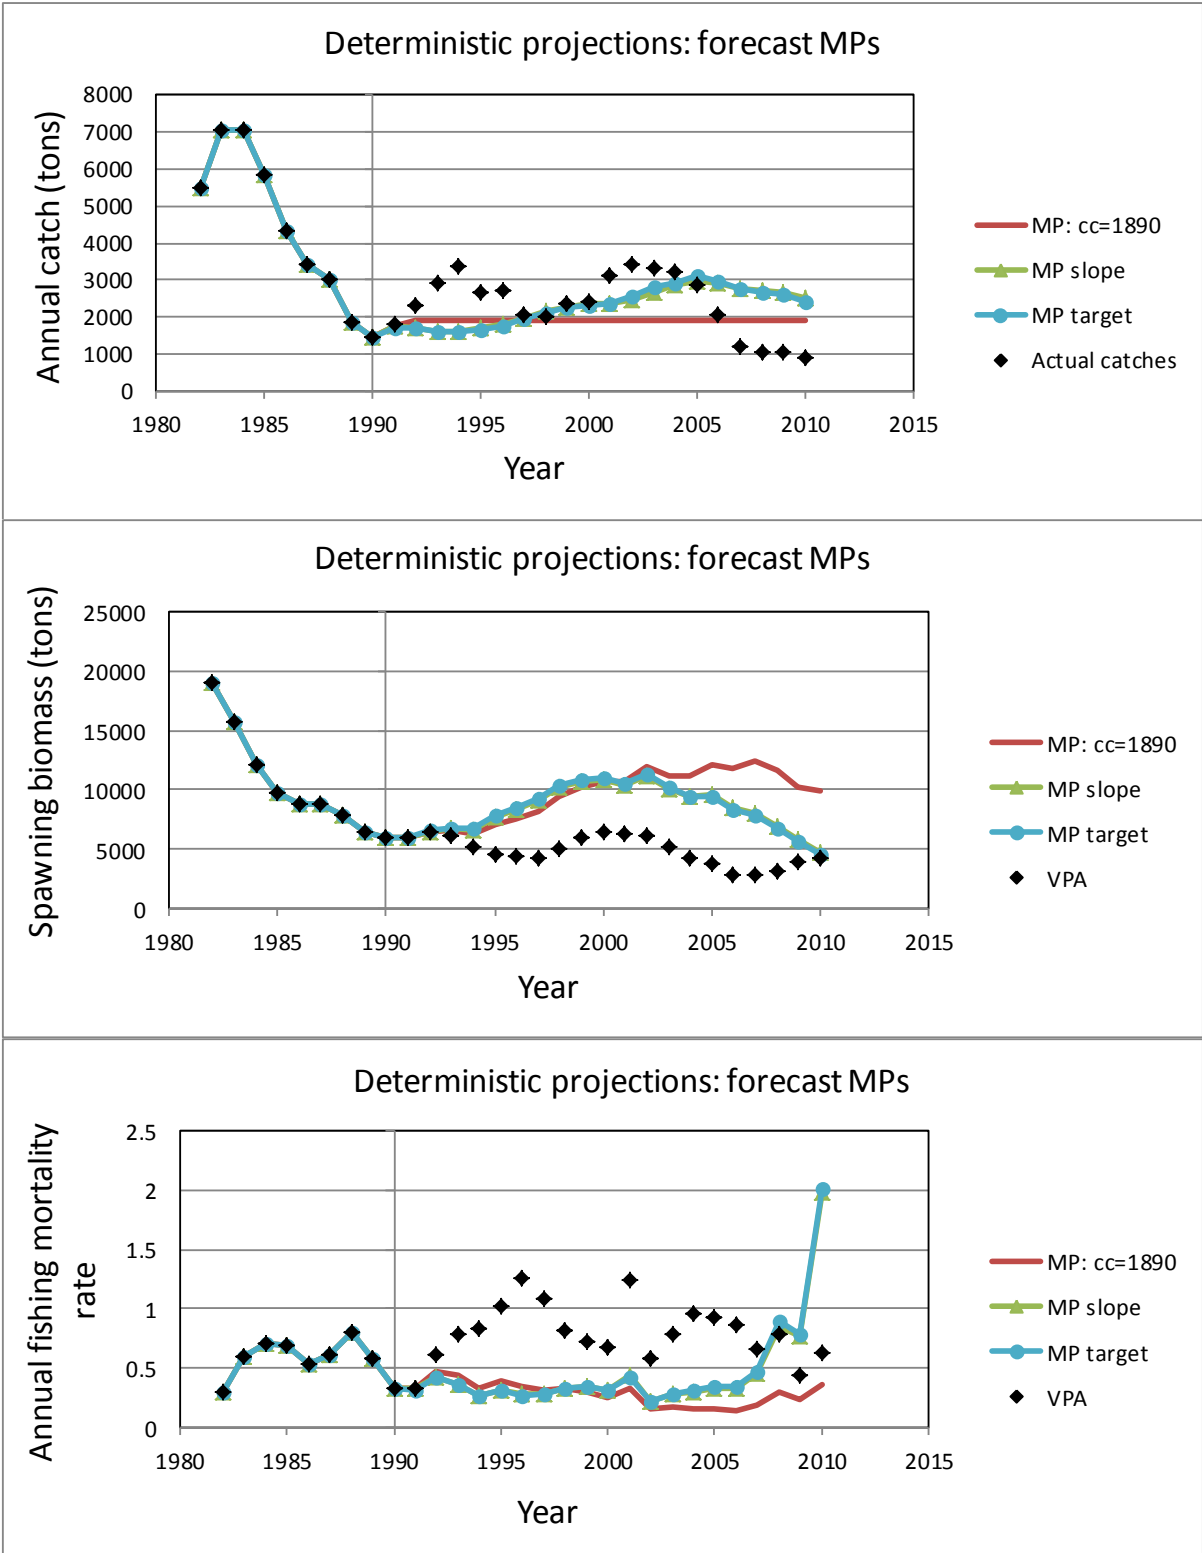 Deterministic projections: forecast MPs
Annual catch (tons)
8000
7000
6000
5000
4000
3000
2000
1000
0
1980 1985 1990 1995 2000 2005 2010 2015
Year
MP: cc=1890
MP slope
MP target
Actual catches
Deterministic projections: forecast MPs
Spawning biomass (tons)
25000
20000
15000
10000
5000
0
1980 1985 1990 1995 2000 2005 2010 2015
Year
MP: cc=1890
MP slope
MP target
VPA
Deterministic projections: forecast MPs
Annual fishing mortality
rate
2.5
2
1.5
1
0.5
0
1980 1985 1990 1995 2000 2005 2010 2015
Year
MP: cc=1890
MP slope
MP target
VPA